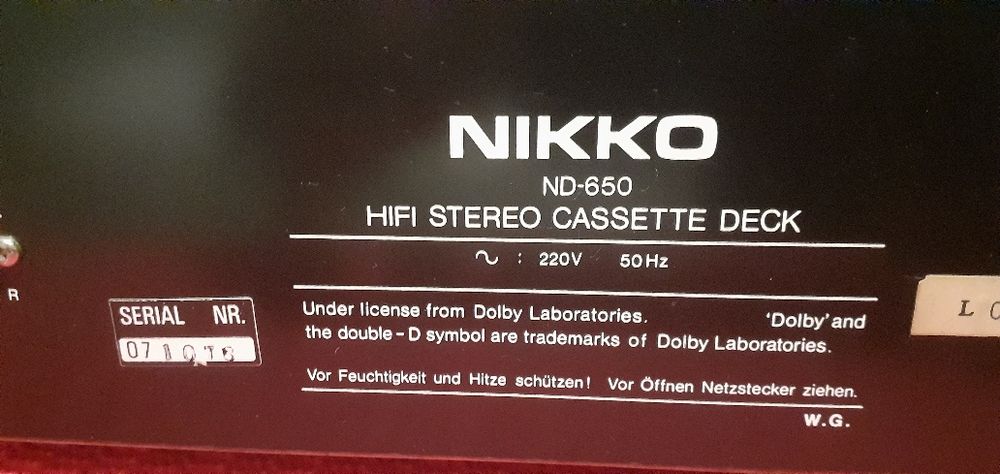 NIKKO
ND-650
HIFI STEREO CASSETTE DECK
∿ : 220V 50Hz
Under license from Dolby Laboratories. 'Dolby' and
the double-D symbol are trademarks of Dolby Laboratories.
Vor Feuchtigkeit und Hitze schützen! Vor Öffnen Netzstecker ziehen.
W.G.
SERIAL NR.
R
L